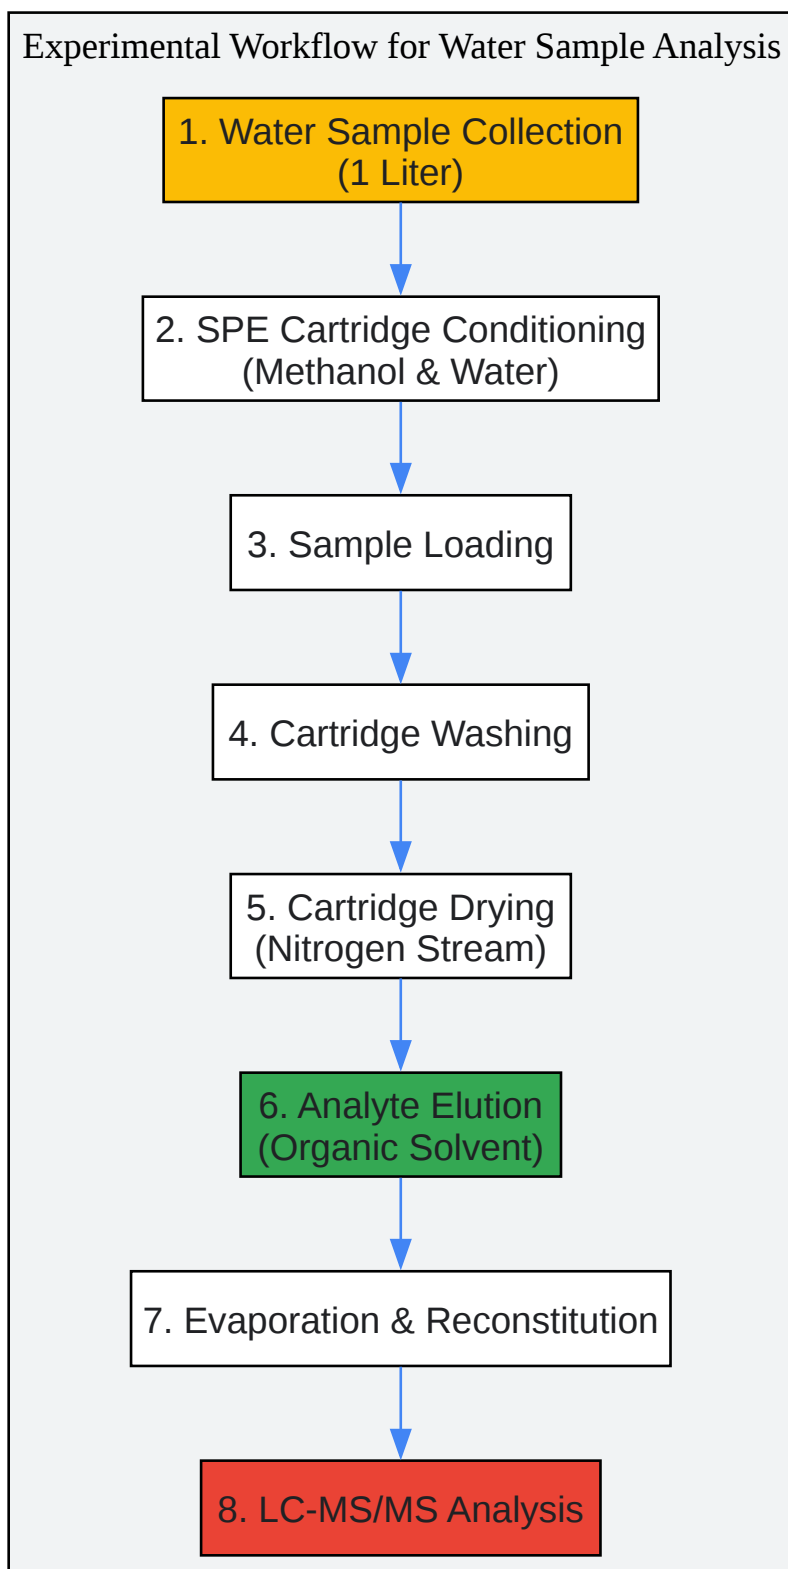 Experimental Workflow for Water Sample Analysis
1. Water Sample Collection
(1 Liter)
2. SPE Cartridge Conditioning
(Methanol & Water)
3. Sample Loading
4. Cartridge Washing
5. Cartridge Drying
(Nitrogen Stream)
6. Analyte Elution
(Organic Solvent)
7. Evaporation & Reconstitution
8. LC-MS/MS Analysis